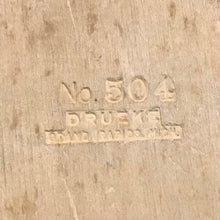 No. 504
DRUEKE
GRAND RAPIDS, MICH.